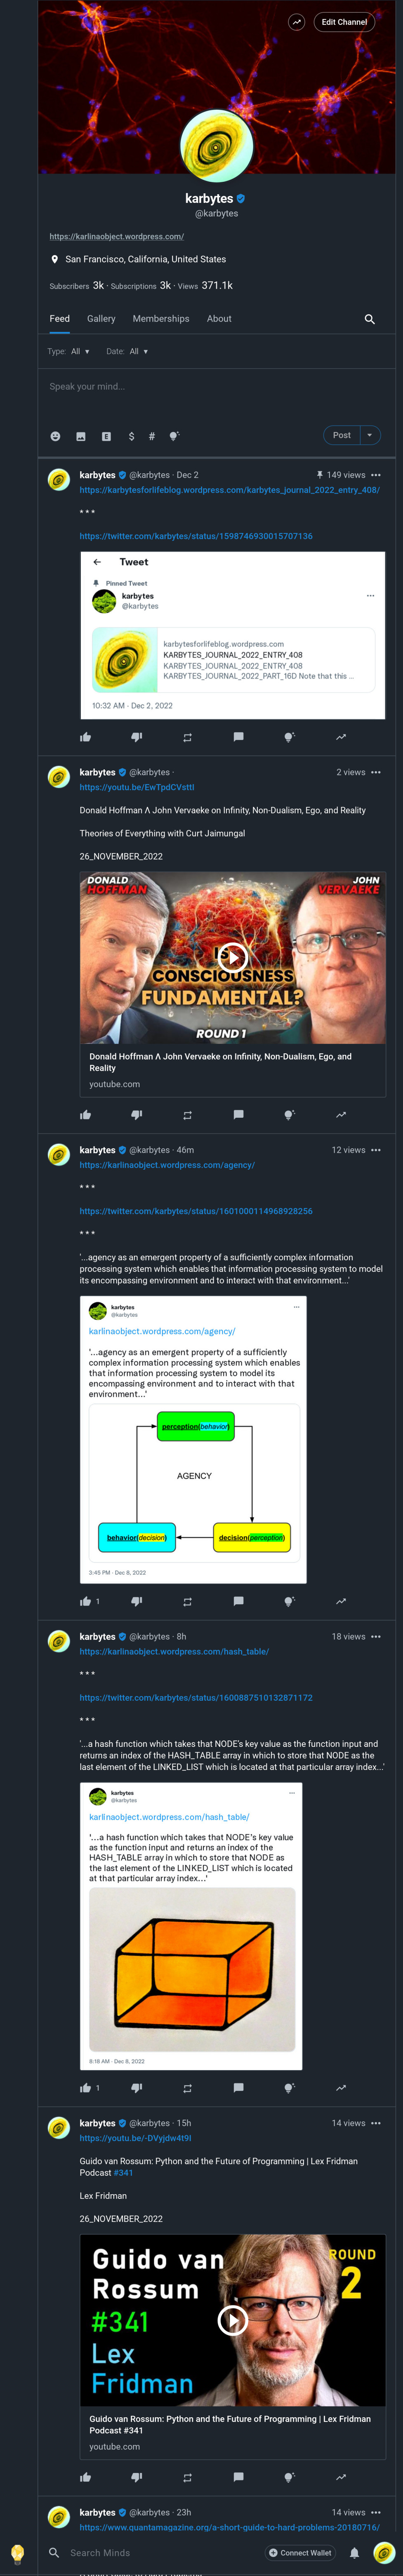 Edit Channel
karbytes
@karbytes
https://karlinaobject.wordpress.com/
San Francisco, California, United States
Subscribers 3k · Subscriptions 3k · Views 371.1k
Feed Gallery Memberships About
Type: All ▾ Date: All ▾
Speak your mind...
Post
karbytes @karbytes · Dec 2 149 views
https://karbytesforlifeblog.wordpress.com/karbytes_journal_2022_entry_408/
* * *
https://twitter.com/karbytes/status/1598746930015707136
Tweet
Pinned Tweet
karbytes
@karbytes
karbytesforlifeblog.wordpress.com
KARBYTES_JOURNAL_2022_ENTRY_408
KARBYTES_JOURNAL_2022_ENTRY_408
KARBYTES_JOURNAL_2022_PART_16D Note that this ...
10:32 AM · Dec 2, 2022
karbytes @karbytes · 2 views
https://youtu.be/EwTpdCVsttI
Donald Hoffman Λ John Vervaeke on Infinity, Non-Dualism, Ego, and Reality
Theories of Everything with Curt Jaimungal
26_NOVEMBER_2022
DONALD HOFFMAN
JOHN VERVAEKE
IS
CONSCIOUSNESS
FUNDAMENTAL?
ROUND 1
Donald Hoffman Λ John Vervaeke on Infinity, Non-Dualism, Ego, and
Reality
youtube.com
karbytes @karbytes · 46m 12 views
https://karlinaobject.wordpress.com/agency/
* * *
https://twitter.com/karbytes/status/1601000114968928256
* * *
'...agency as an emergent property of a sufficiently complex information
processing system which enables that information processing system to model
its encompassing environment and to interact with that environment...'
karbytes
@karbytes
karlinaobject.wordpress.com/agency/
'...agency as an emergent property of a sufficiently
complex information processing system which enables
that information processing system to model its
encompassing environment and to interact with that
environment...'
perception(behavior)
AGENCY
behavior(decision) decision(perception)
3:45 PM · Dec 8, 2022
1
karbytes @karbytes · 8h 18 views
https://karlinaobject.wordpress.com/hash_table/
* * *
https://twitter.com/karbytes/status/1600887510132871172
* * *
'...a hash function which takes that NODE's key value as the function input and
returns an index of the HASH_TABLE array in which to store that NODE as the
last element of the LINKED_LIST which is located at that particular array index...'
karbytes
@karbytes
karlinaobject.wordpress.com/hash_table/
'...a hash function which takes that NODE's key value
as the function input and returns an index of the
HASH_TABLE array in which to store that NODE as
the last element of the LINKED_LIST which is located
at that particular array index...'
8:18 AM · Dec 8, 2022
1
karbytes @karbytes · 15h 14 views
https://youtu.be/-DVyjdw4t9I
Guido van Rossum: Python and the Future of Programming | Lex Fridman
Podcast #341
Lex Fridman
26_NOVEMBER_2022
Guido van
Rossum
#341
Lex
Fridman
ROUND
2
Guido van Rossum: Python and the Future of Programming | Lex Fridman
Podcast #341
youtube.com
karbytes @karbytes · 23h 14 views
https://www.quantamagazine.org/a-short-guide-to-hard-problems-20180716/
Search Minds
Connect Wallet